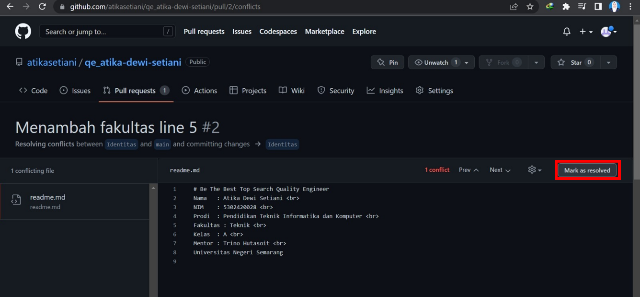 github.com/atikasetiani/qe_atika-dewi-setiani/pull/2/conflicts
Search or jump to... /
Pull requests Issues Codespaces Marketplace Explore
atikasetiani / qe_atika-dewi-setiani Public
Pin Unwatch 1 Fork 0 Star 0
Code Issues Pull requests 1 Actions Projects Wiki Security Insights Settings
Menambah fakultas line 5 #2
Resolving conflicts between Identitas and main and committing changes → Identitas
1 conflicting file
readme.md 1 conflict Prev Next Mark as resolved
readme.md
readme.md
1 # Be The Best Top Search Quality Engineer
2 Nama : Atika Dewi Setiani <br>
3 NIM : 5302420028 <br>
4 Prodi : Pendidikan Teknik Informatika dan Komputer <br>
5 Fakultas : Teknik <br>
6 Kelas : A <br>
7 Mentor : Trino Hutasoit <br>
8 Universitas Negeri Semarang
9